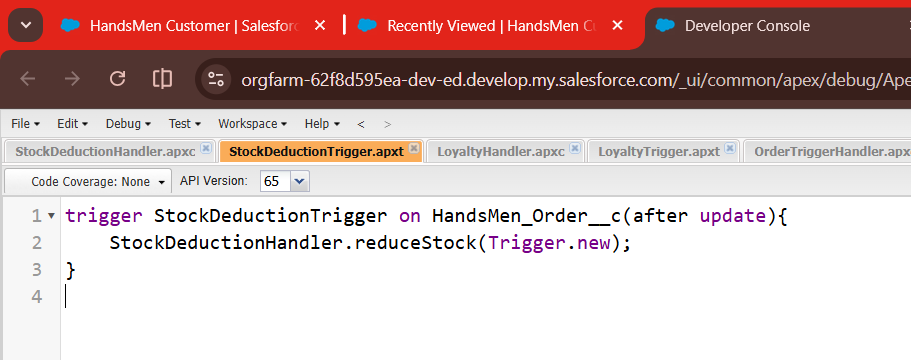 HandsMen Customer | Salesfor
Recently Viewed | HandsMen C
Developer Console
orgfarm-62f8d595ea-dev-ed.develop.my.salesforce.com/_ui/common/apex/debug/Ape
File Edit Debug Test Workspace Help < >
StockDeductionHandler.apxc StockDeductionTrigger.apxt LoyaltyHandler.apxc LoyaltyTrigger.apxt OrderTriggerHandler.apxc
Code Coverage: None API Version: 65
1 trigger StockDeductionTrigger on HandsMen_Order__c(after update){
2 StockDeductionHandler.reduceStock(Trigger.new);
3 }
4